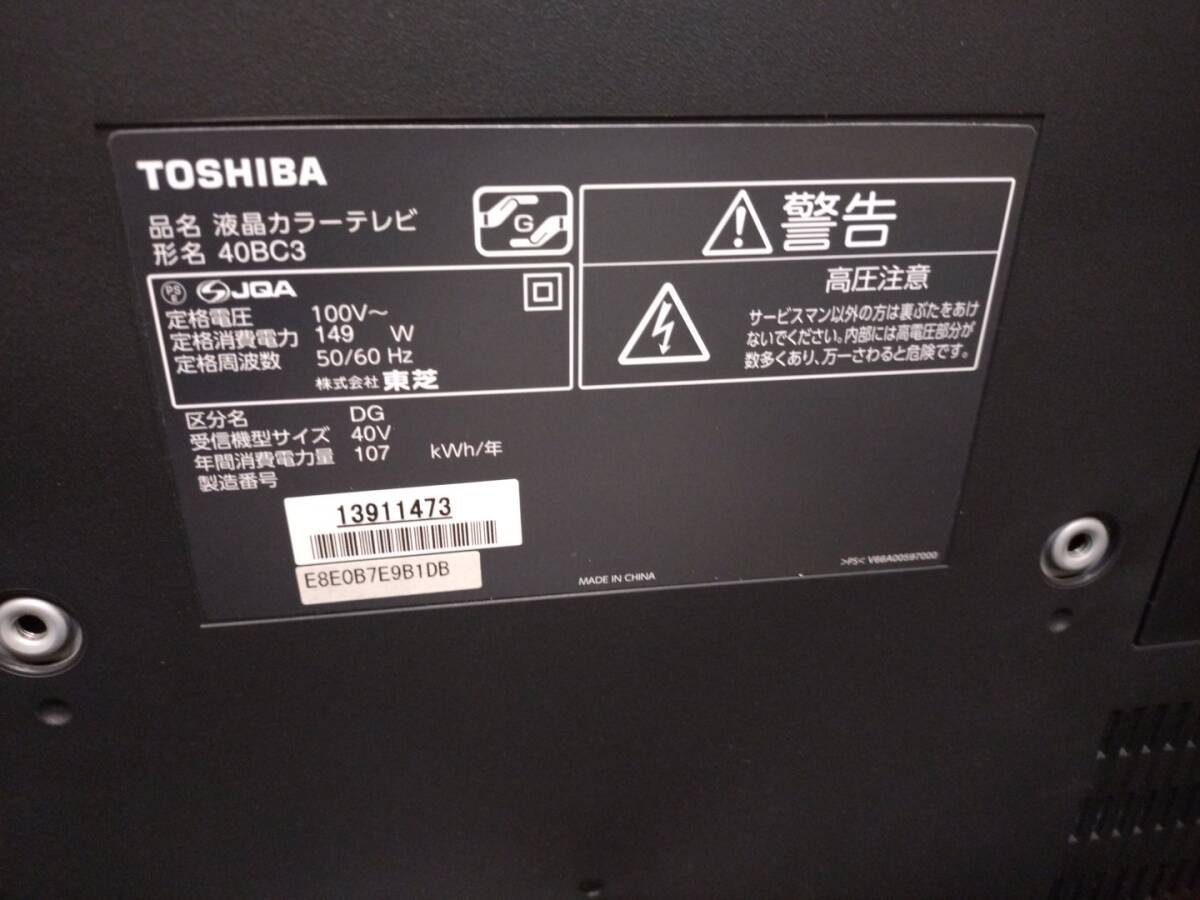 TOSHIBA
品名 液晶カラーテレビ
形名 40BC3
G
PS
E
JQA
定格電圧 100V~
定格消費電力 149 W
定格周波数 50/60 Hz
株式会社 東芝
区分名 DG
受信機型サイズ 40V
年間消費電力量 107 kWh/年
製造番号
13911473
E8E0B7E9B1DB
警告
高圧注意
サービスマン以外の方は裏ぶたをあけ
ないでください。内部には高電圧部分が
数多くあり、万一さわると危険です。
MADE IN CHINA
>PS< V66A00597000